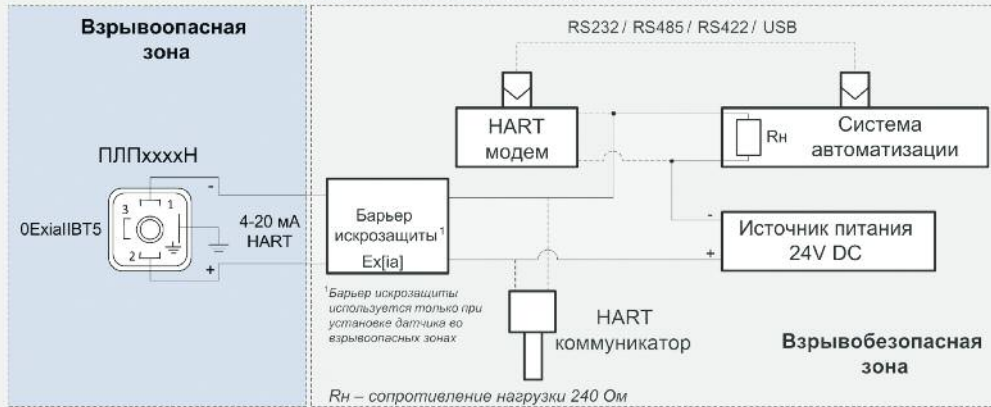 Взрывоопасная
зона
ПЛПххххН
0ExiaIIBT5
3
1
2
-
+
4-20 мА
HART
RS232 / RS485 / RS422 / USB
HART
модем
Rн
Система
автоматизации
Барьер
искрозащиты¹
Ex[ia]
-
+
Источник питания
24V DC
¹Барьер искрозащиты
используется только при
установке датчика во
взрывоопасных зонах
HART
коммуникатор
Взрывобезопасная
зона
Rн – сопротивление нагрузки 240 Ом